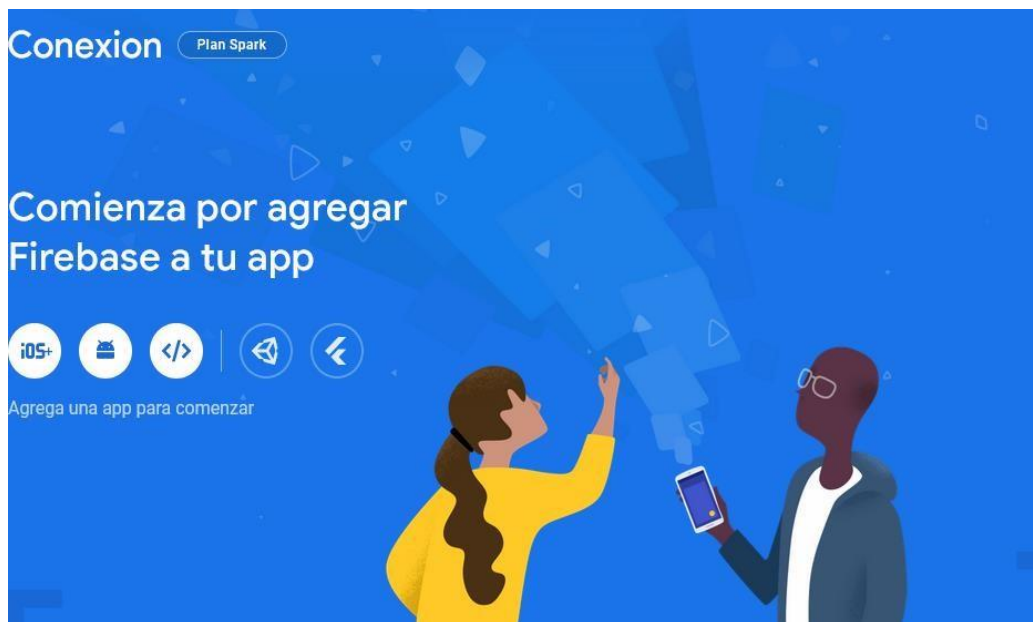 Conexion
Plan Spark
Comienza por agregar
Firebase a tu app
iOS+
</>
Agrega una app para comenzar